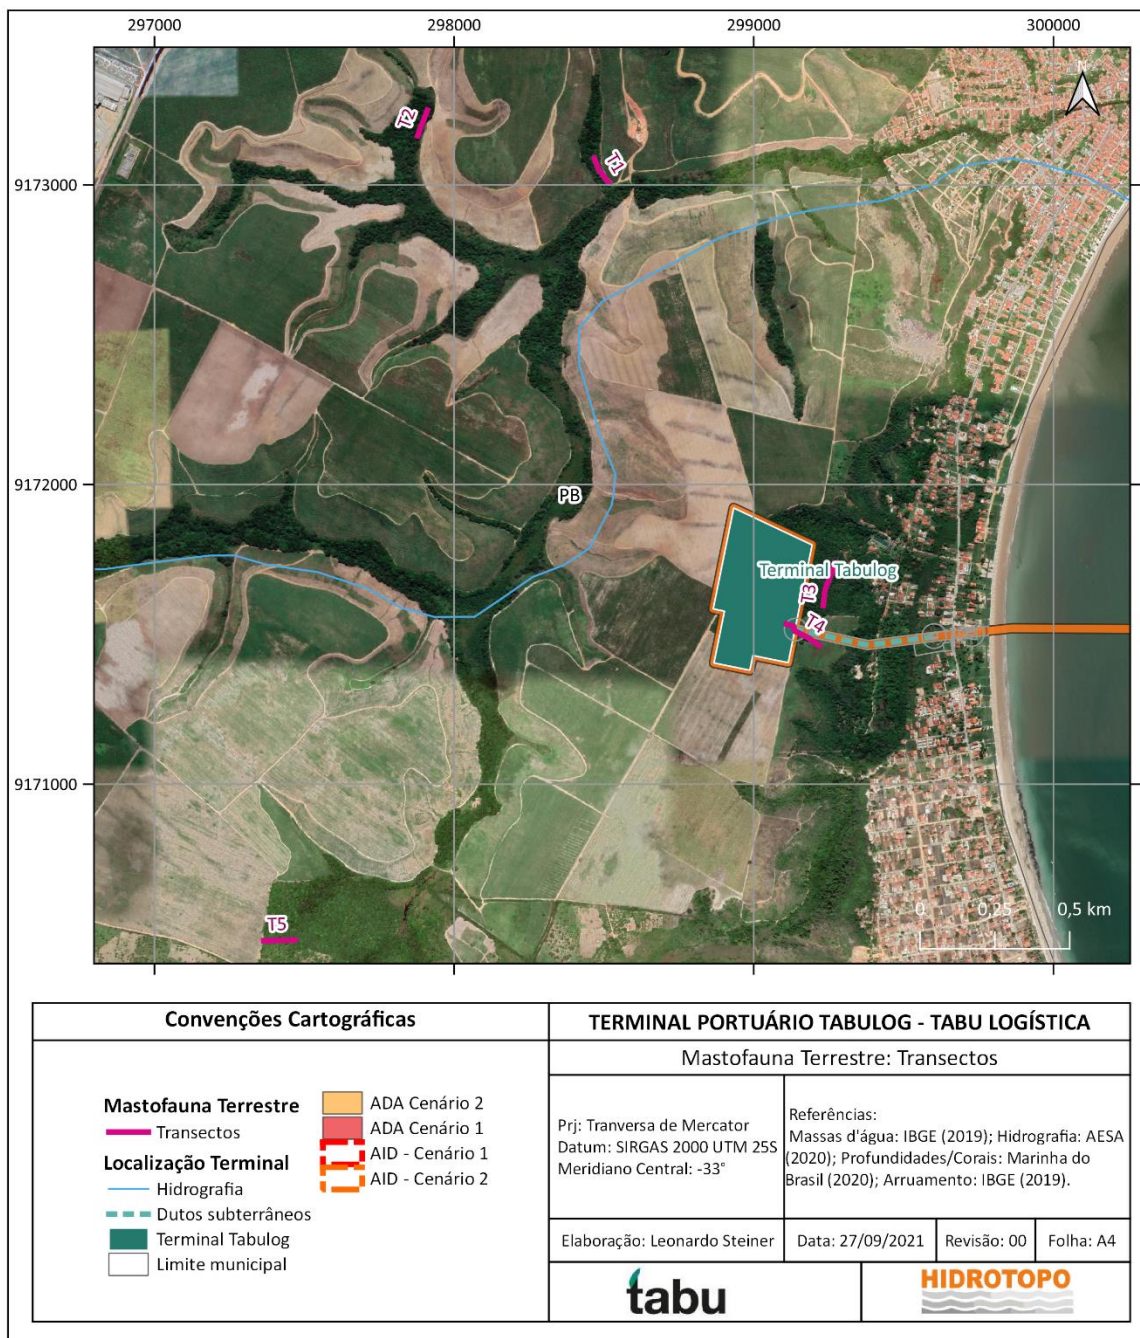 297000 298000 299000 300000
N
T2
T1
9173000
9172000
PB
Terminal Tabulog
T3
T4
9171000
T5
0 0,25 0,5 km
Convenções Cartográficas
Mastofauna Terrestre
Transectos
Localização Terminal
Hidrografia
Dutos subterrâneos
Terminal Tabulog
Limite municipal
ADA Cenário 2
ADA Cenário 1
AID - Cenário 1
AID - Cenário 2
TERMINAL PORTUÁRIO TABULOG - TABU LOGÍSTICA
Mastofauna Terrestre: Transectos
Prj: Tranversa de Mercator
Datum: SIRGAS 2000 UTM 25S
Meridiano Central: -33°
Referências:
Massas d'água: IBGE (2019); Hidrografia: AESA
(2020); Profundidades/Corais: Marinha do
Brasil (2020); Arruamento: IBGE (2019).
Elaboração: Leonardo Steiner
Data: 27/09/2021
Revisão: 00
Folha: A4
tabu
HIDROTOPO